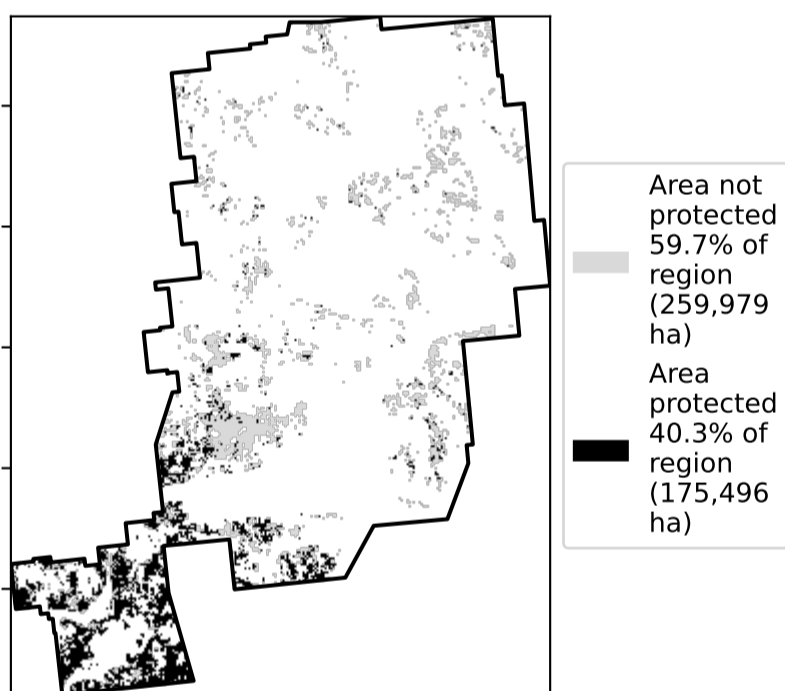 Area not
protected
59.7% of
region
(259,979
ha)
Area
protected
40.3% of
region
(175,496
ha)